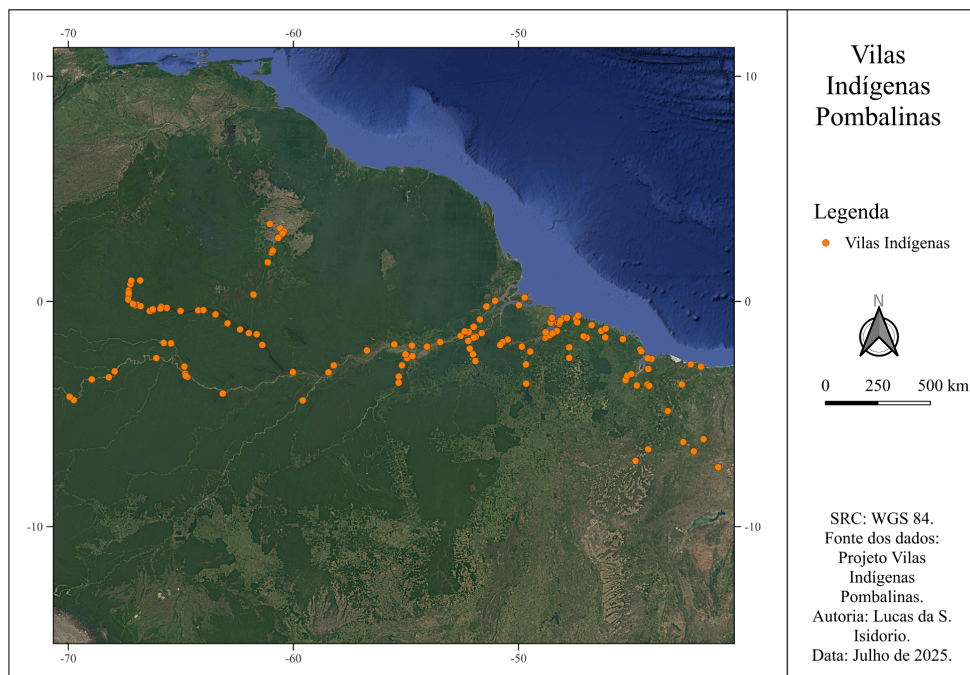 -70
-60
-50
10
10
0
0
-10
-10
-70
-60
-50
Vilas
Indígenas
Pombalinas
Legenda
Vilas Indígenas
N
0 250 500 km
SRC: WGS 84.
Fonte dos dados:
Projeto Vilas
Indígenas
Pombalinas.
Autoria: Lucas da S.
Isidorio.
Data: Julho de 2025.